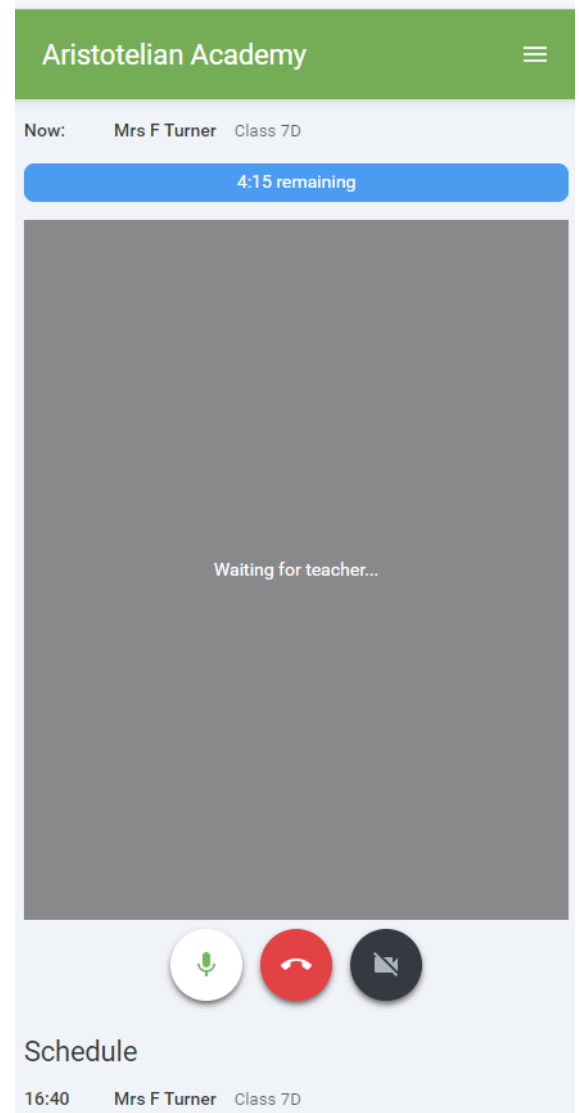 Aristotelian Academy
Now: Mrs F Turner Class 7D
4:15 remaining
Waiting for teacher...
Schedule
16:40 Mrs F Turner Class 7D